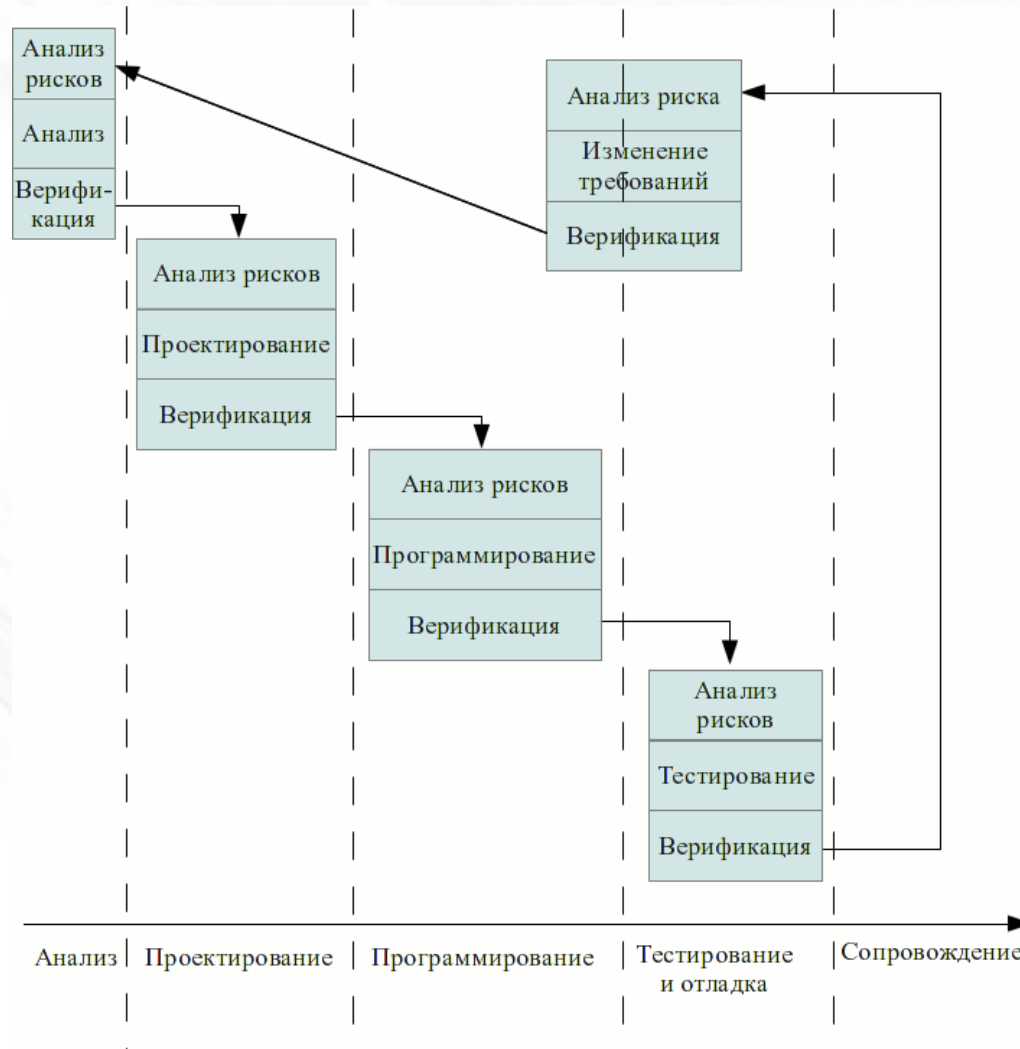 Анализ
рисков
Анализ
Верифи-
кация
Анализ риска
Изменение
требований
Верификация
Анализ рисков
Проектирование
Верификация
Анализ рисков
Программирование
Верификация
Анализ
рисков
Тестирование
Верификация
Анализ
Проектирование
Программирование
Тестирование
и отладка
Сопровождение